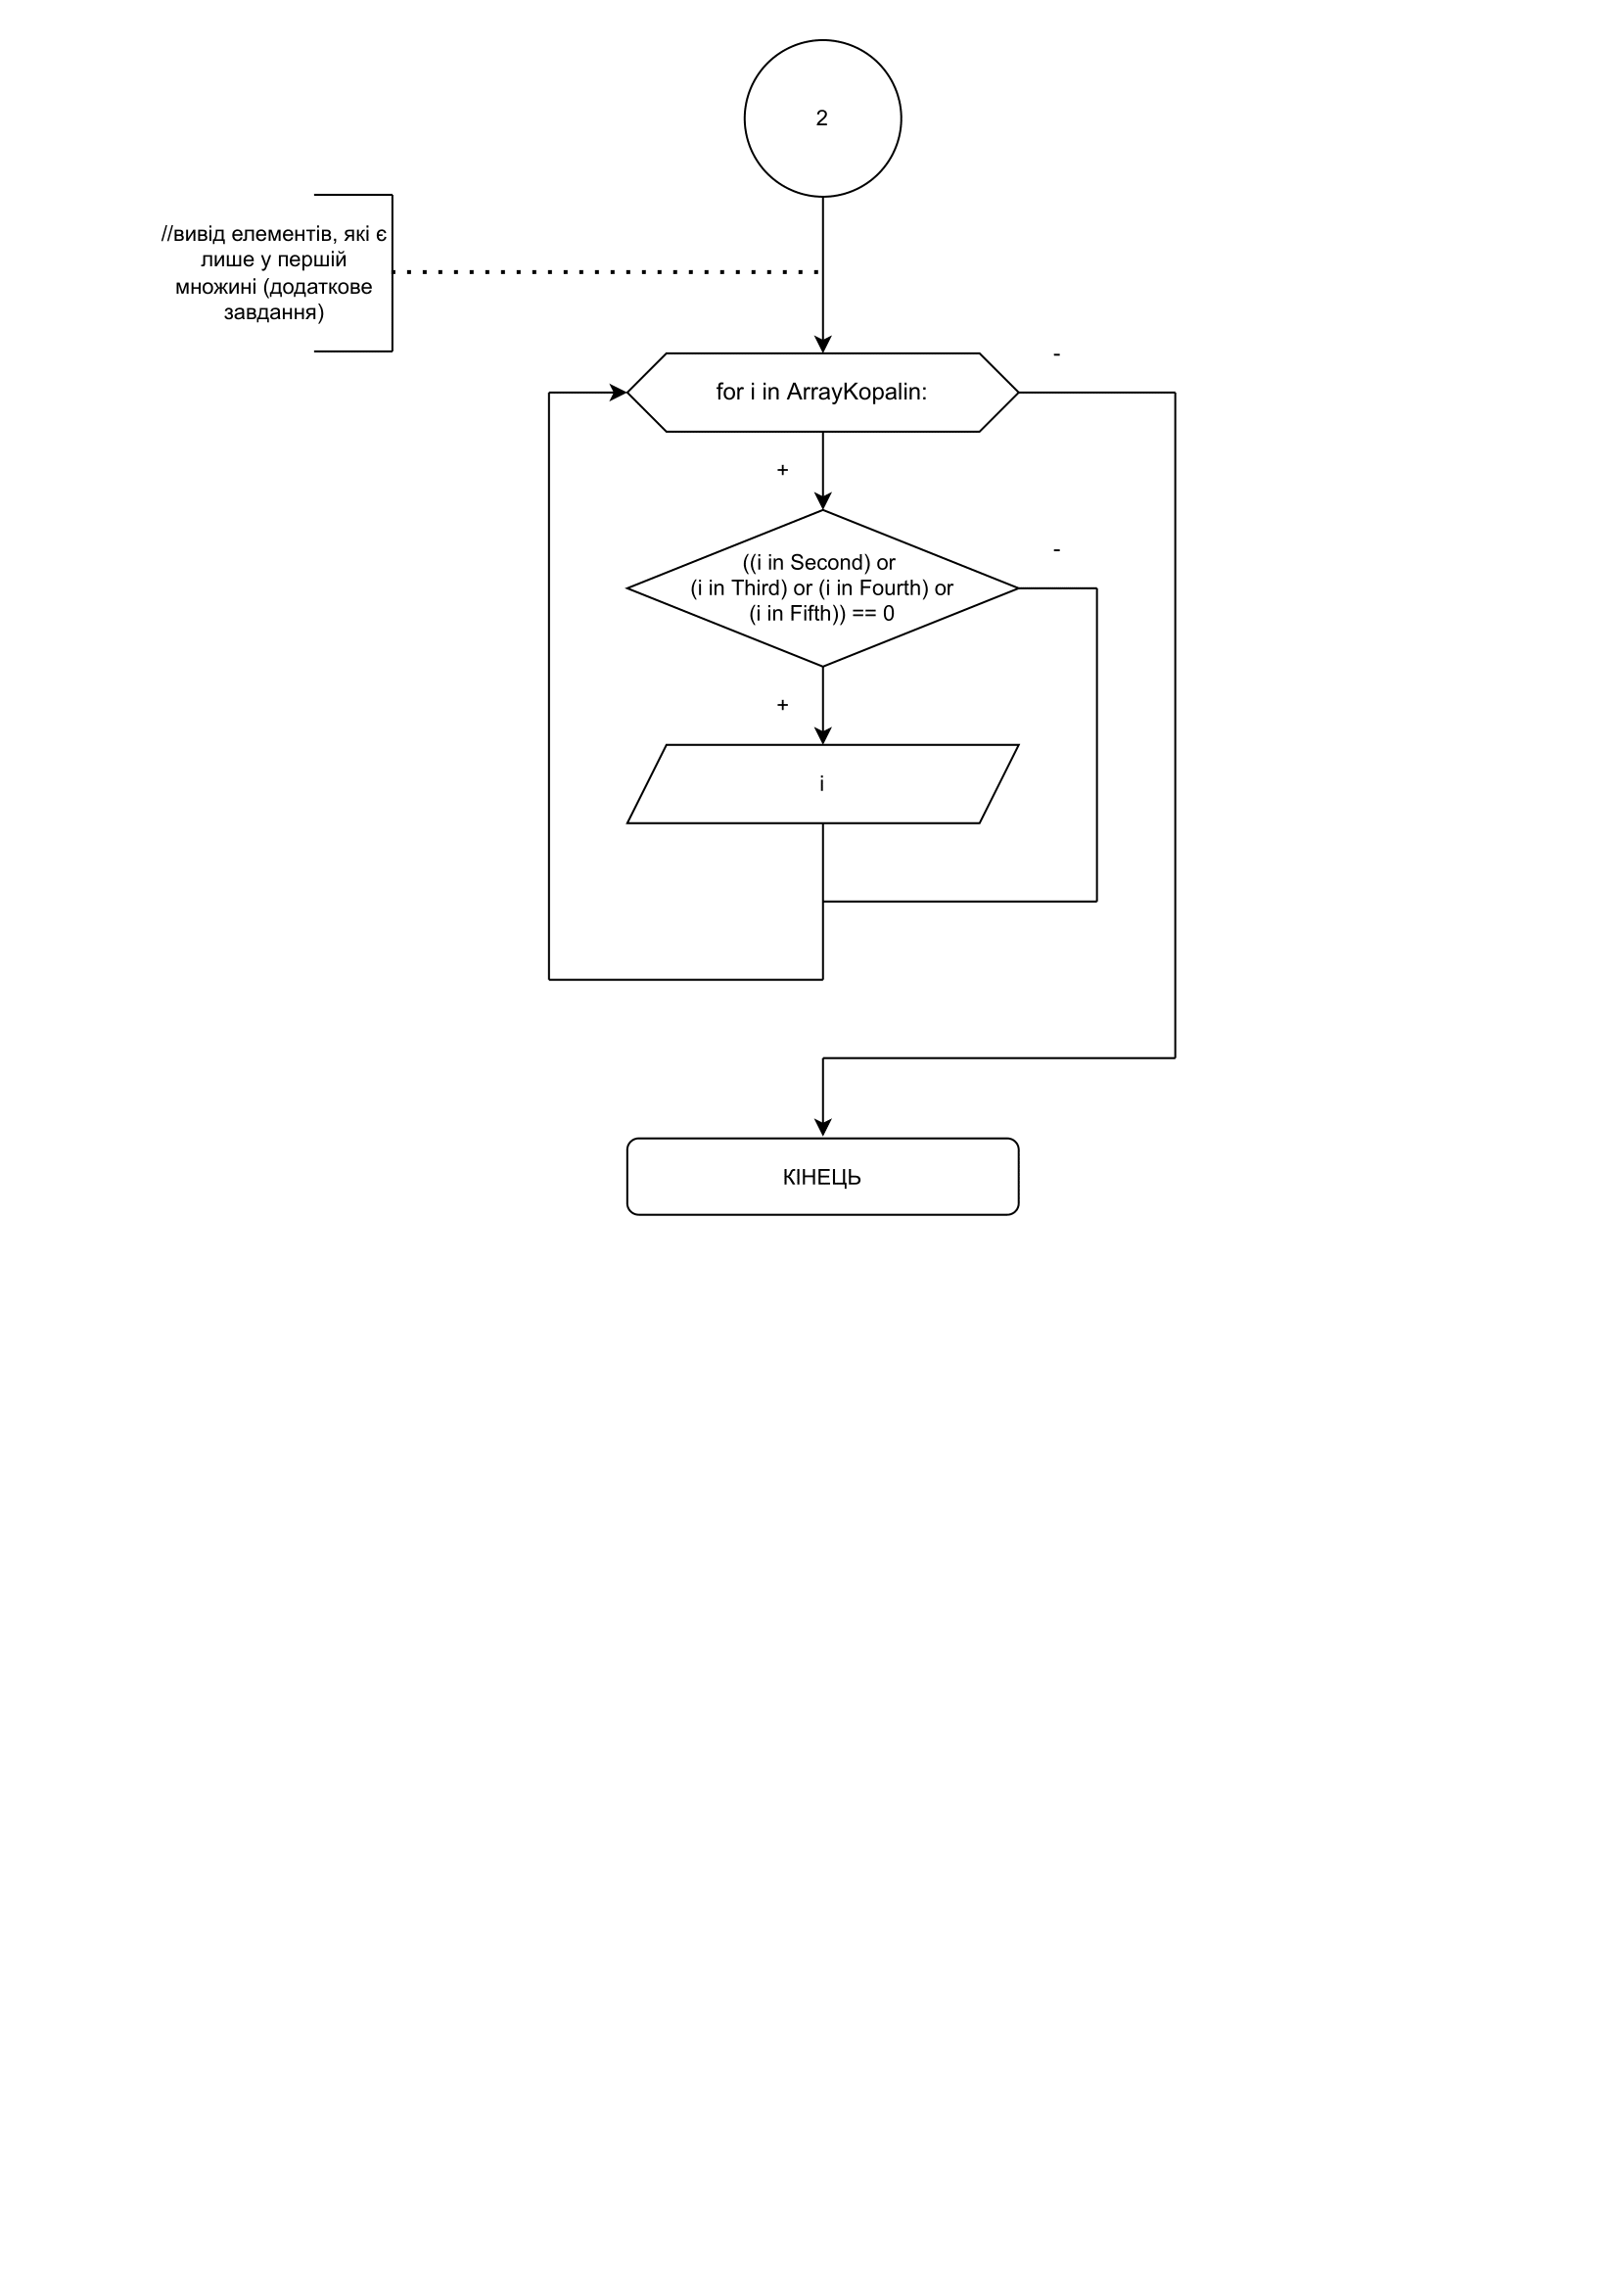 2
//вивід елементів, які є
лише у першій
множині (додаткове
завдання)
-
for i in ArrayKopalin:
+
-
((i in Second) or
(i in Third) or (i in Fourth) or
(i in Fifth)) == 0
+
i
КІНЕЦЬ